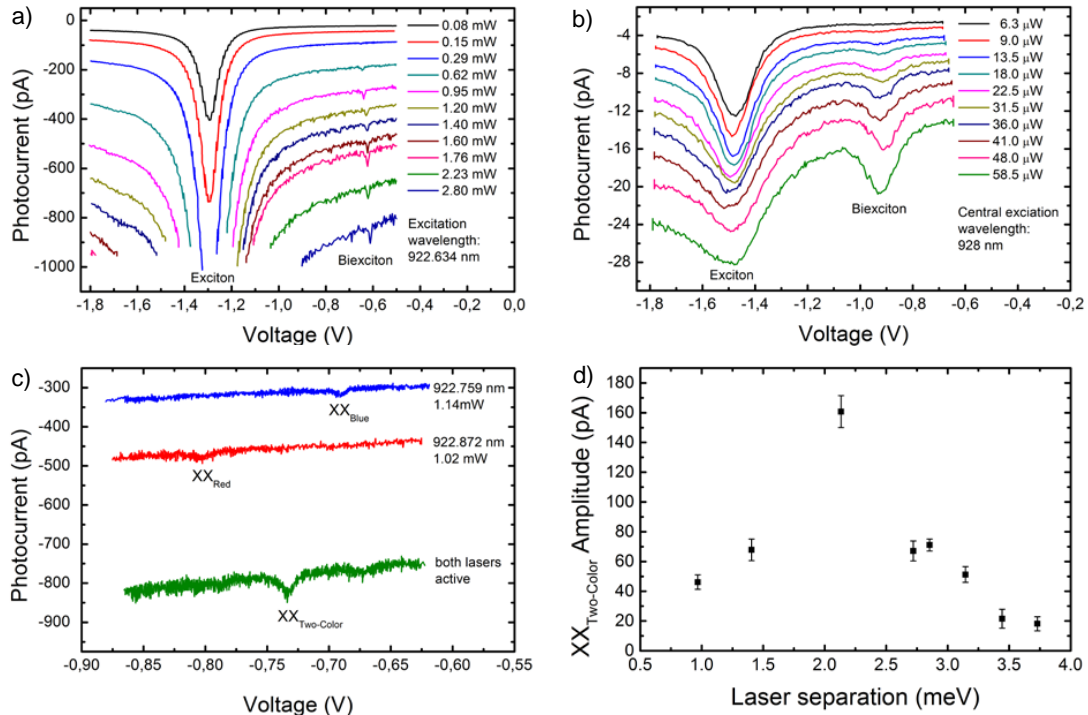 a)
0
-200
-400
-600
-800
-1000
Photocurrent (pA)
-1,8 -1,6 -1,4 -1,2 -1,0 -0,8 -0,6 -0,4 -0,2 0,0
Voltage (V)
0.08 mW
0.15 mW
0.29 mW
0.62 mW
0.95 mW
1.20 mW
1.40 mW
1.60 mW
1.76 mW
2.23 mW
2.80 mW
Excitation
wavelength:
922.634 nm
Exciton
Biexciton
b)
-4
-8
-12
-16
-20
-24
-28
Photocurrent (pA)
-1,8 -1,6 -1,4 -1,2 -1,0 -0,8 -0,6 -0,4 -0,2
Voltage (V)
6.3 μW
9.0 μW
13.5 μW
18.0 μW
22.5 μW
31.5 μW
36.0 μW
41.0 μW
48.0 μW
58.5 μW
Central exciation
wavelength:
928 nm
Biexciton
Exciton
c)
-300
-400
-500
-600
-700
-800
-900
Photocurrent (pA)
-0,90 -0,85 -0,80 -0,75 -0,70 -0,65 -0,60 -0,55
Voltage (V)
922.759 nm
1.14mW
XX Blue
922.872 nm
1.02 mW
XX Red
both lasers
active
XX Two-Color
d)
180
160
140
120
100
80
60
40
20
0
XX Two-Color Amplitude (pA)
0.5 1.0 1.5 2.0 2.5 3.0 3.5 4.0
Laser separation (meV)